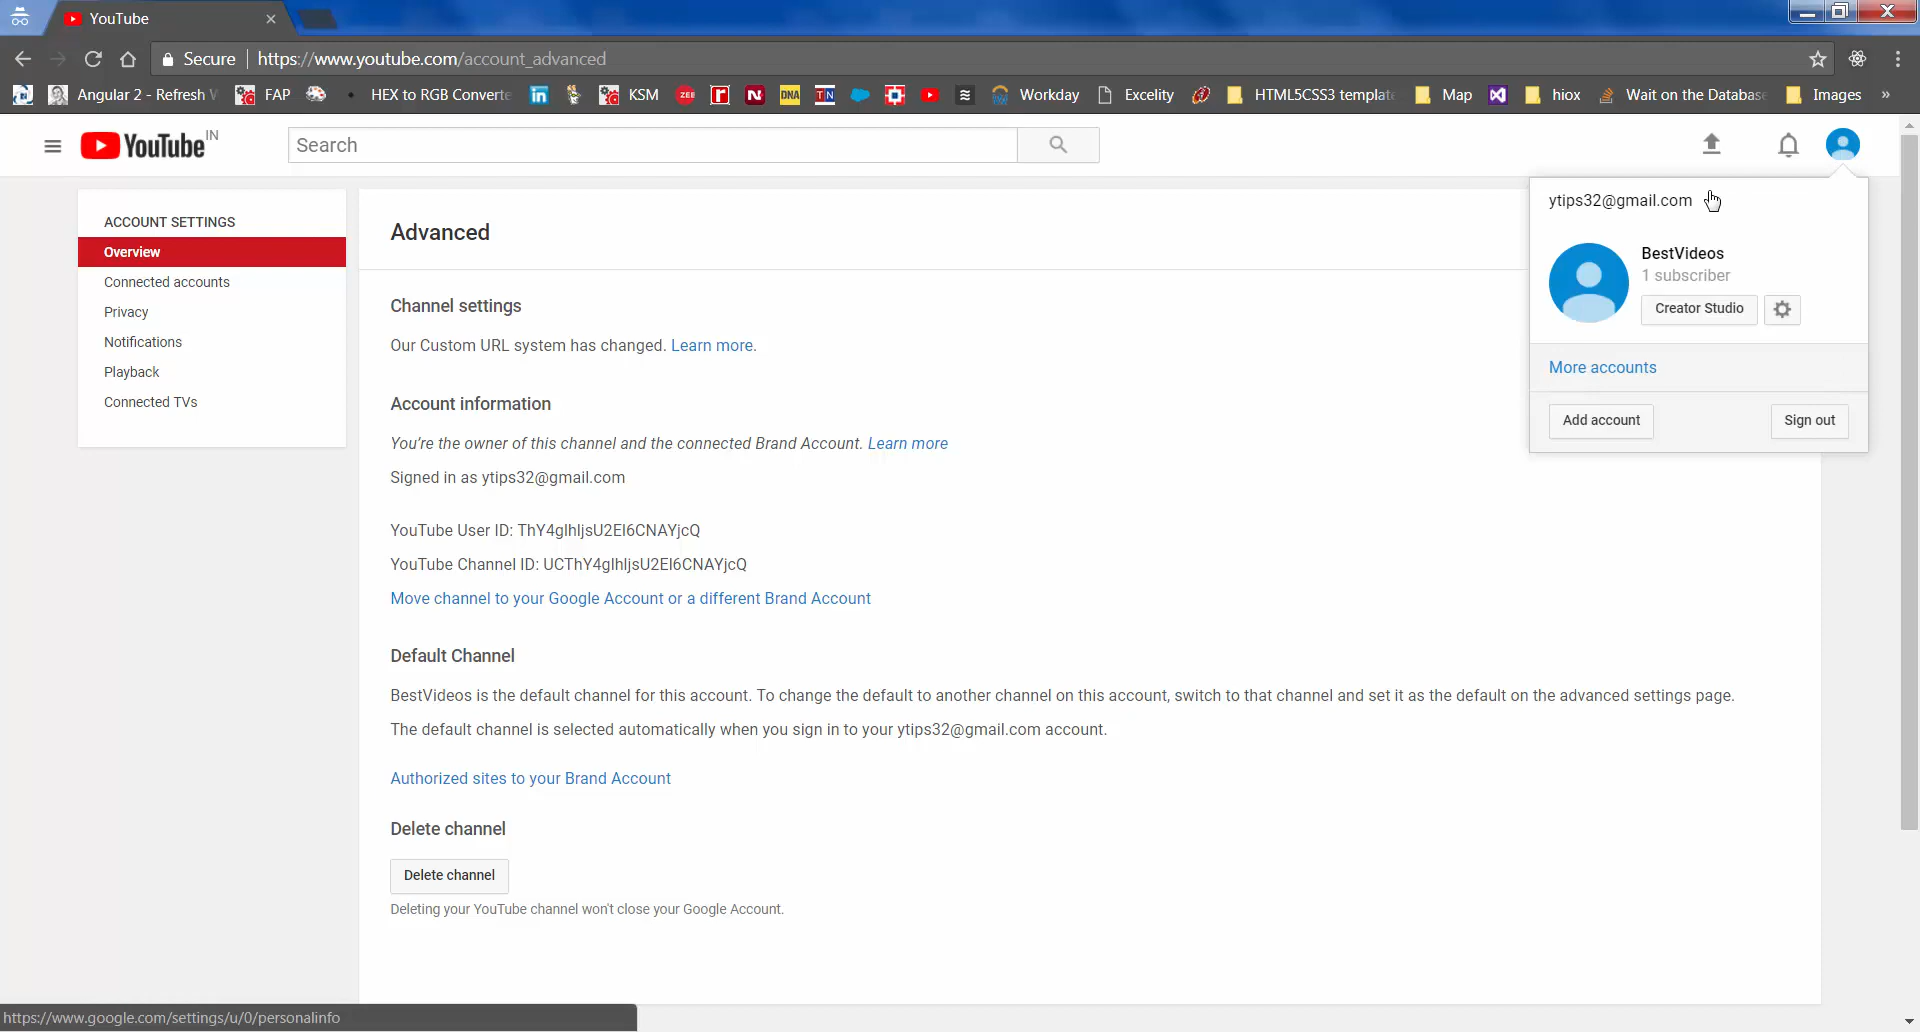 YouTube
Secure
https://www.youtube.com/account_advanced
Angular 2 - Refresh
FAP
HEX to RGB Converte
in
KSM
ZEE
r
N
DNA
TN
Workday
Excelity
HTML5CSS3 template
Map
hiox
Wait on the Databas
Images
»
YouTube IN
Search
ytips32@gmail.com
BestVideos
1 subscriber
Creator Studio
More accounts
Add account
Sign out
ACCOUNT SETTINGS
Overview
Connected accounts
Privacy
Notifications
Playback
Connected TVs
Advanced
Channel settings
Our Custom URL system has changed. Learn more.
Account information
You're the owner of this channel and the connected Brand Account. Learn more
Signed in as ytips32@gmail.com
YouTube User ID: ThY4glhljsU2El6CNAYjcQ
YouTube Channel ID: UCThY4glhljsU2El6CNAYjcQ
Move channel to your Google Account or a different Brand Account
Default Channel
BestVideos is the default channel for this account. To change the default to another channel on this account, switch to that channel and set it as the default on the advanced settings page.
The default channel is selected automatically when you sign in to your ytips32@gmail.com account.
Authorized sites to your Brand Account
Delete channel
Delete channel
Deleting your YouTube channel won't close your Google Account.
https://www.google.com/settings/u/0/personalinfo